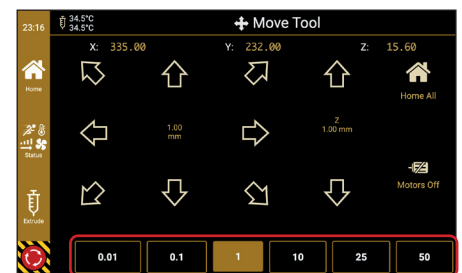 23:16
34.5°C
34.5°C
Move Tool
X: 335.00 Y: 232.00 Z: 15.60
Home
Home All
1.00
mm
Z
1.00 mm
Status
Motors Off
Extrude
0.01 0.1 1 10 25 50